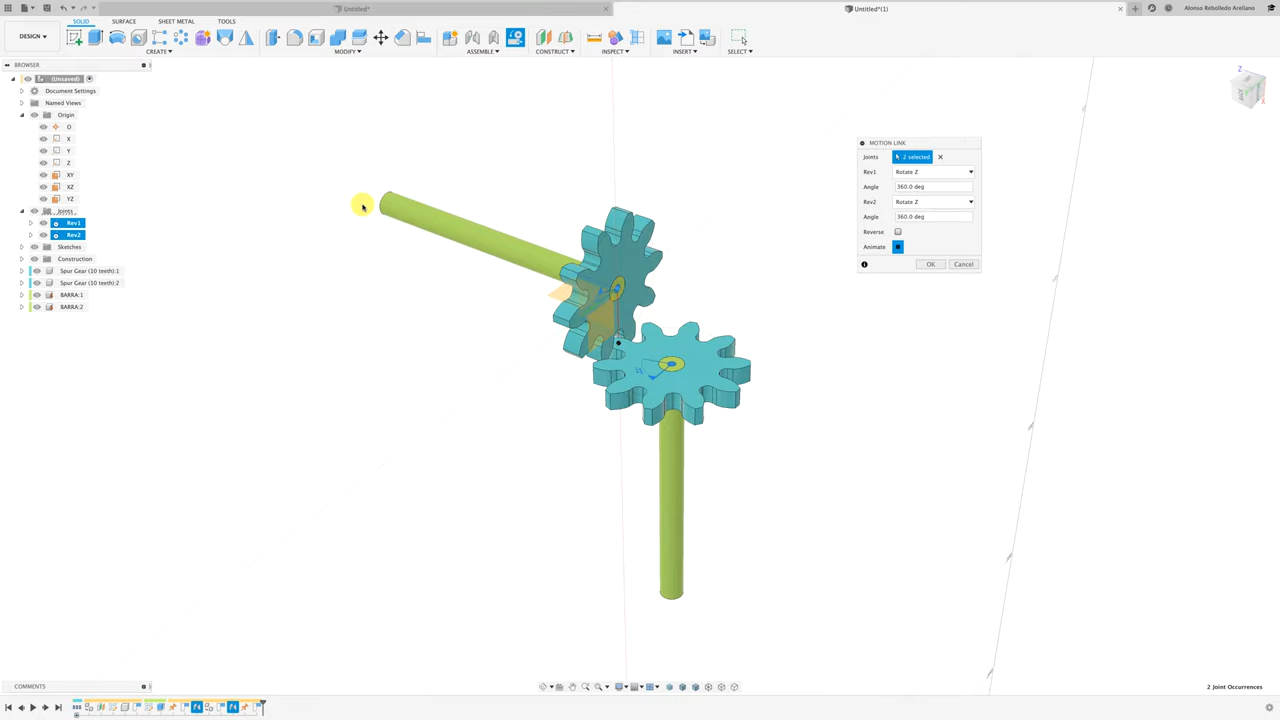 Untitled*
Untitled*(1)
Alonso Rebolledo Arellano
DESIGN
SOLID
SURFACE
SHEET METAL
TOOLS
CREATE
MODIFY
ASSEMBLE
CONSTRUCT
INSPECT
INSERT
SELECT
BROWSER
(Unsaved)
Document Settings
Named Views
Origin
O
X
Y
Z
XY
XZ
YZ
Joints
Rev1
Rev2
Sketches
Construction
Spur Gear (10 teeth):1
Spur Gear (10 teeth):2
BARRA:1
BARRA:2
MOTION LINK
Joints 2 selected
Rev1 Rotate Z
Angle 360.0 deg
Rev2 Rotate Z
Angle 360.0 deg
Reverse
Animate
OK Cancel
Z
X
COMMENTS
2 Joint Occurrences